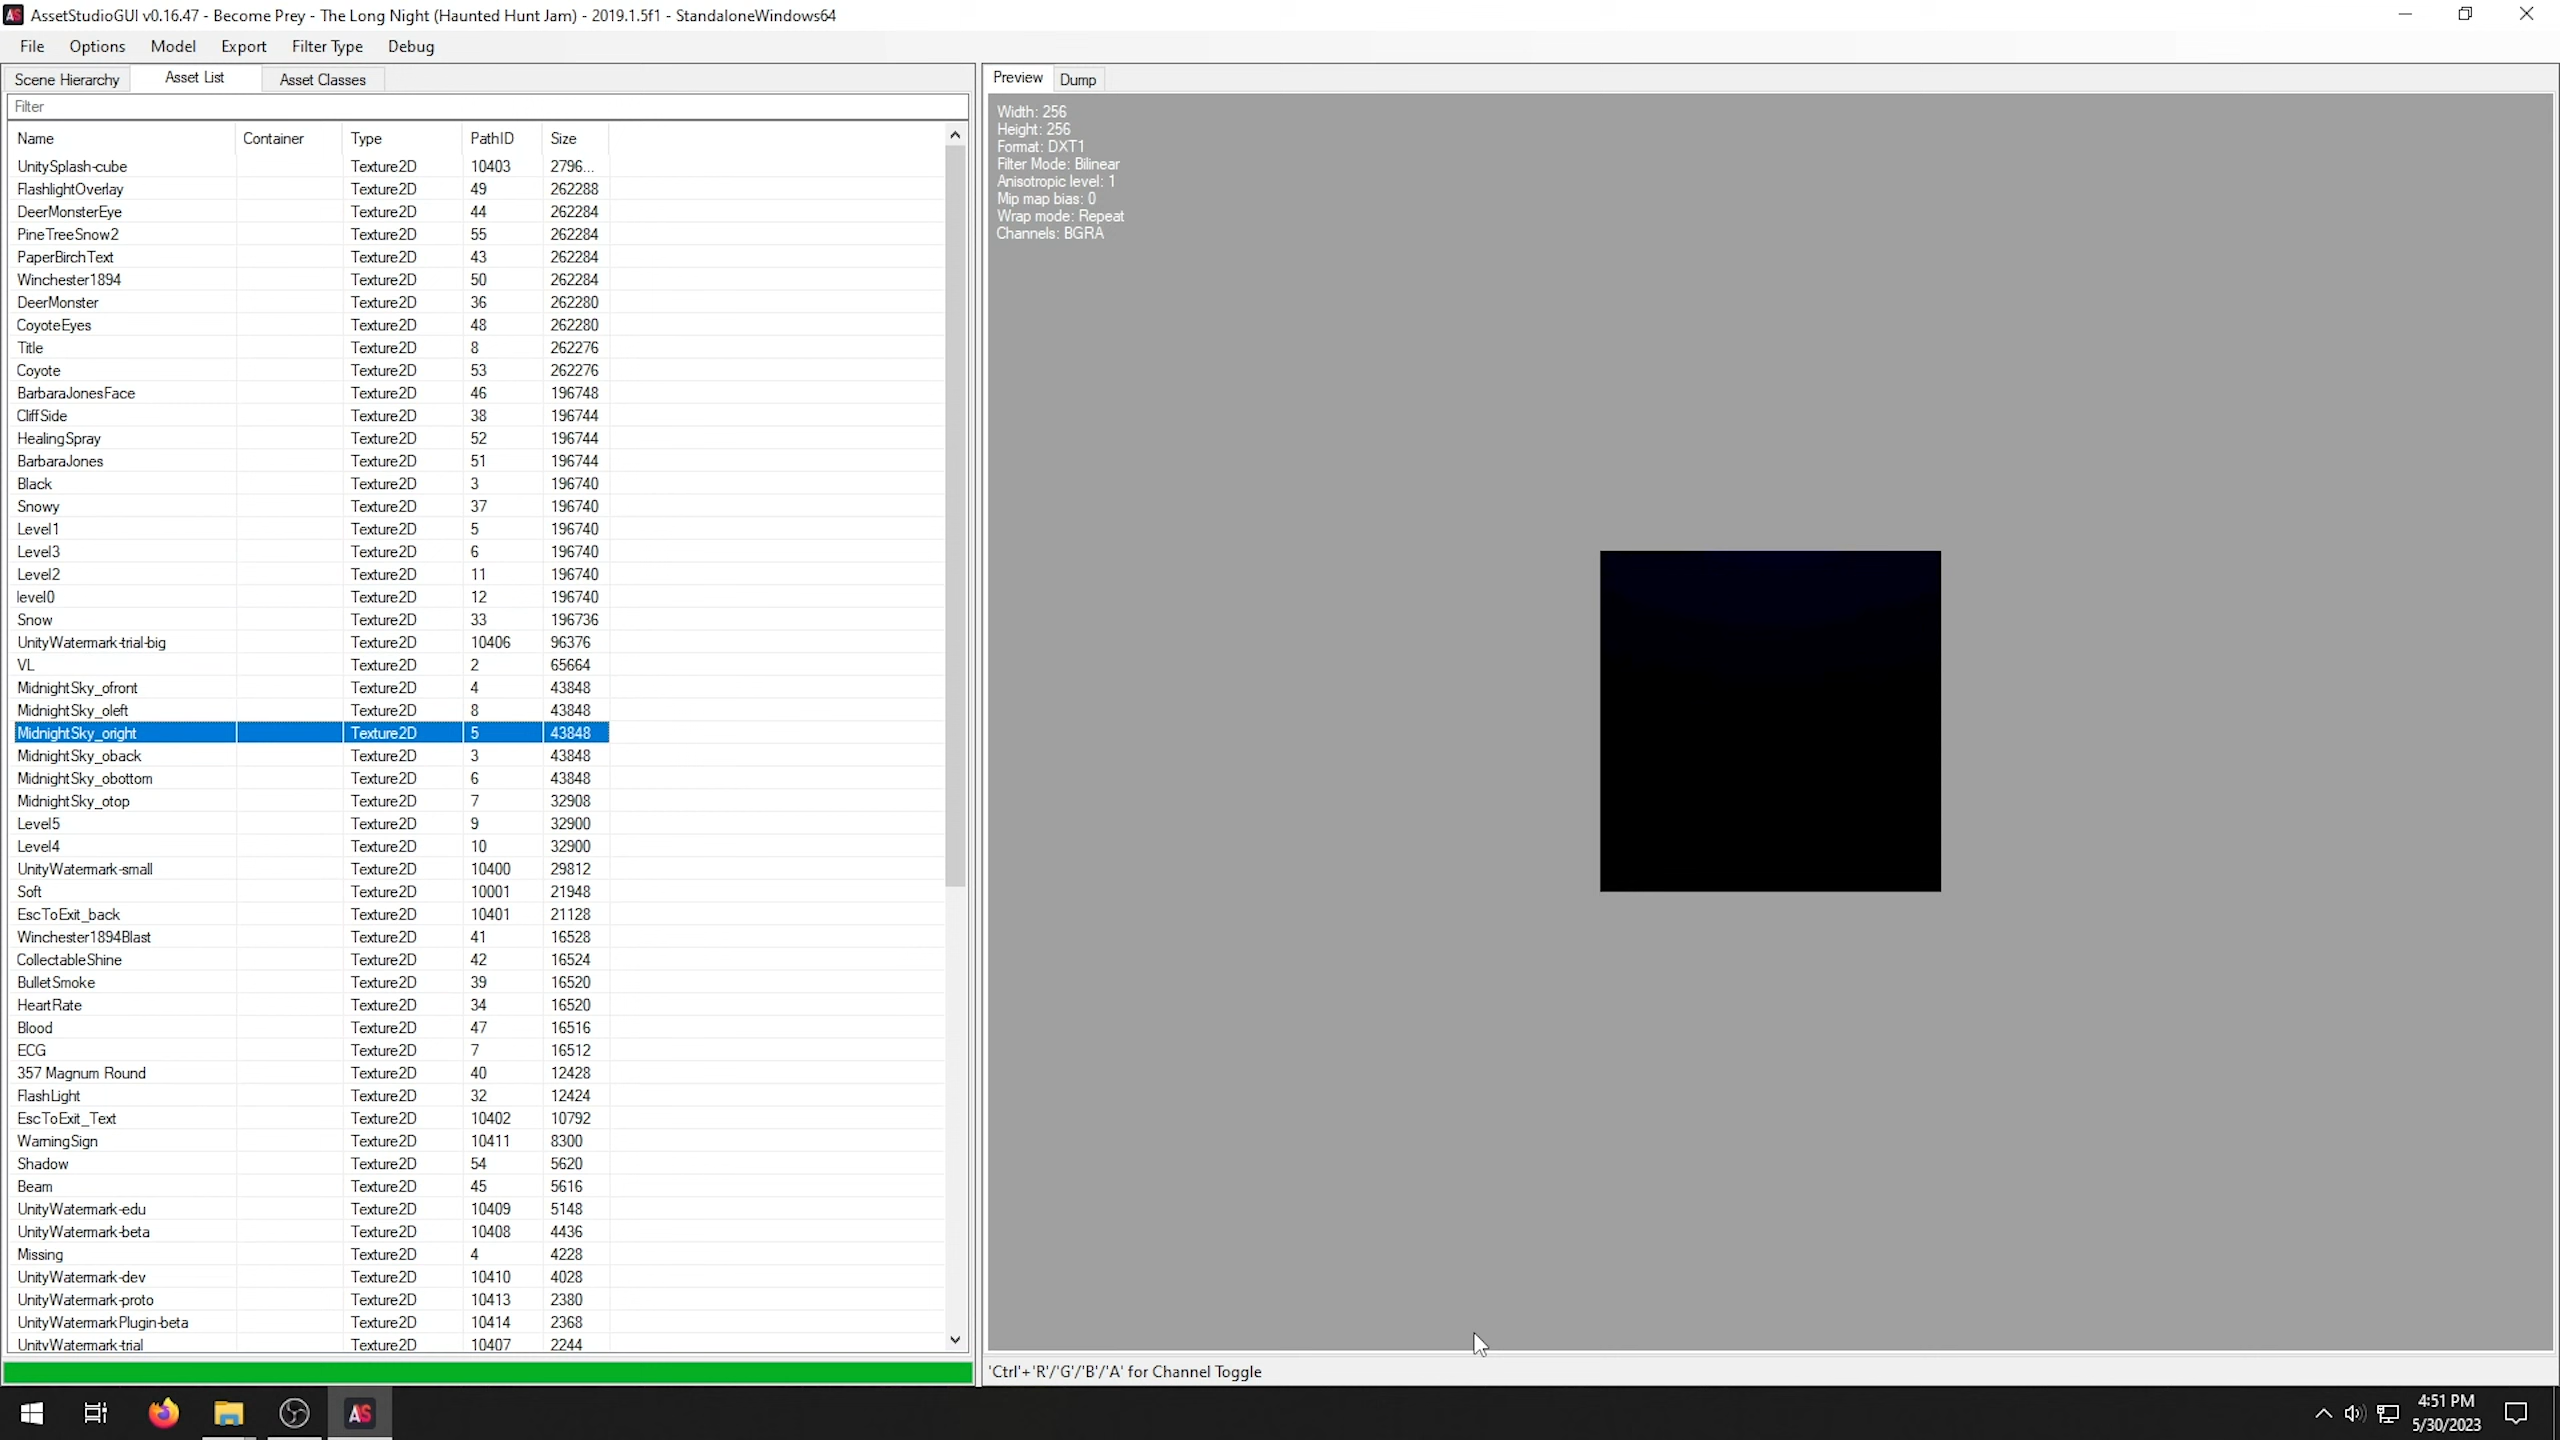 AssetStudioGUI v0.16.47 - Become Prey - The Long Night (Haunted Hunt Jam) - 2019.1.5f1 - StandaloneWindows64
File Options Model Export Filter Type Debug
Scene Hierarchy Asset List Asset Classes
Filter
Name Container Type PathID Size
UnitySplash-cube Texture2D 10403 2796...
FlashlightOverlay Texture2D 49 262288
DeerMonsterEye Texture2D 44 262284
PineTreeSnow2 Texture2D 55 262284
PaperBirchText Texture2D 43 262284
Winchester1894 Texture2D 50 262284
DeerMonster Texture2D 36 262280
CoyoteEyes Texture2D 48 262280
Title Texture2D 8 262276
Coyote Texture2D 53 262276
BarbaraJonesFace Texture2D 46 196748
CliffSide Texture2D 38 196744
HealingSpray Texture2D 52 196744
BarbaraJones Texture2D 51 196744
Black Texture2D 3 196740
Snowy Texture2D 37 196740
Level1 Texture2D 5 196740
Level3 Texture2D 6 196740
Level2 Texture2D 11 196740
level0 Texture2D 12 196740
Snow Texture2D 33 196736
UnityWatermark-trial-big Texture2D 10406 96376
VL Texture2D 2 65664
MidnightSky_ofront Texture2D 4 43848
MidnightSky_oleft Texture2D 8 43848
MidnightSky_oright Texture2D 5 43848
MidnightSky_oback Texture2D 3 43848
MidnightSky_obottom Texture2D 6 43848
MidnightSky_otop Texture2D 7 32908
Level5 Texture2D 9 32900
Level4 Texture2D 10 32900
UnityWatermark-small Texture2D 10400 29812
Soft Texture2D 10001 21948
EscToExit_back Texture2D 10401 21128
Winchester1894Blast Texture2D 41 16528
CollectableShine Texture2D 42 16524
BulletSmoke Texture2D 39 16520
HeartRate Texture2D 34 16520
Blood Texture2D 47 16516
ECG Texture2D 7 16512
357 Magnum Round Texture2D 40 12428
FlashLight Texture2D 32 12424
EscToExit_Text Texture2D 10402 10792
WarningSign Texture2D 10411 8300
Shadow Texture2D 54 5620
Beam Texture2D 45 5616
UnityWatermark-edu Texture2D 10409 5148
UnityWatermark-beta Texture2D 10408 4436
Missing Texture2D 4 4228
UnityWatermark-dev Texture2D 10410 4028
UnityWatermark-proto Texture2D 10413 2380
UnityWatermarkPlugin-beta Texture2D 10414 2368
UnityWatermark-trial Texture2D 10407 2244
Preview Dump
Width: 256
Height: 256
Format: DXT1
Filter Mode: Bilinear
Anisotropic level: 1
Mip map bias: 0
Wrap mode: Repeat
Channels: BGRA
'Ctrl'+'R'/'G'/'B'/'A' for Channel Toggle
AS
4:51 PM
5/30/2023